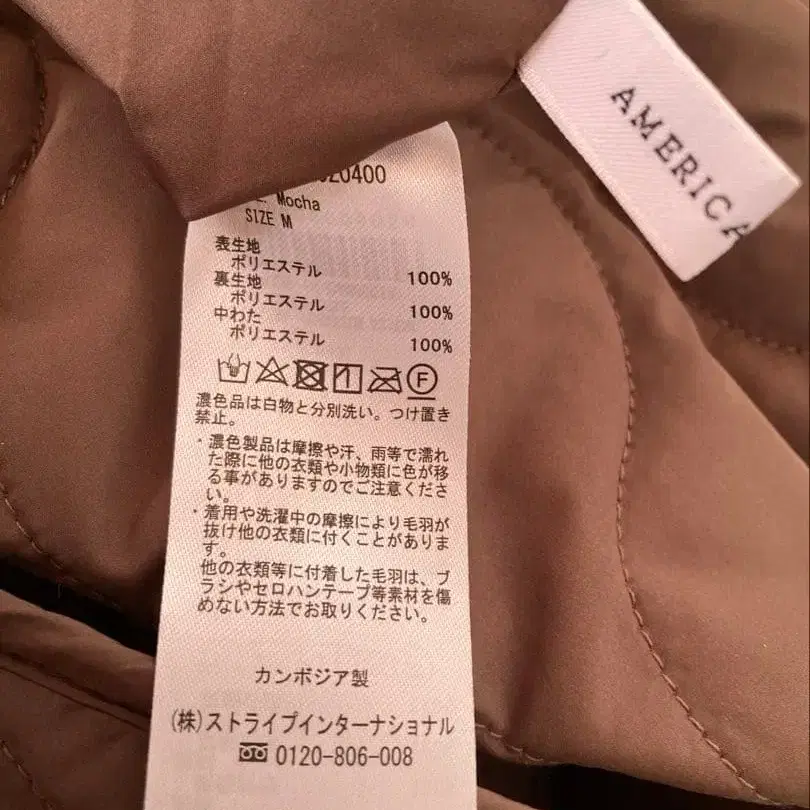 20400
Mocha
SIZE M
表生地
ポリエステル 100%
裏生地
ポリエステル 100%
中わた
ポリエステル 100%
F
濃色品は白物と分別洗い。つけ置き
禁止。
・濃色製品は摩擦や汗、雨等で濡れ
た際に他の衣類や小物類に色が移
る事がありますのでご注意くださ
い。
・着用や洗濯中の摩擦により毛羽が
抜け他の衣類に付くことがありま
す。
他の衣類等に付着した毛羽は、ブ
ラシやセロハンテープ等素材を傷
めない方法でお取りください。
カンボジア製
(株)ストライプインターナショナル
0120-806-008
AMERICA